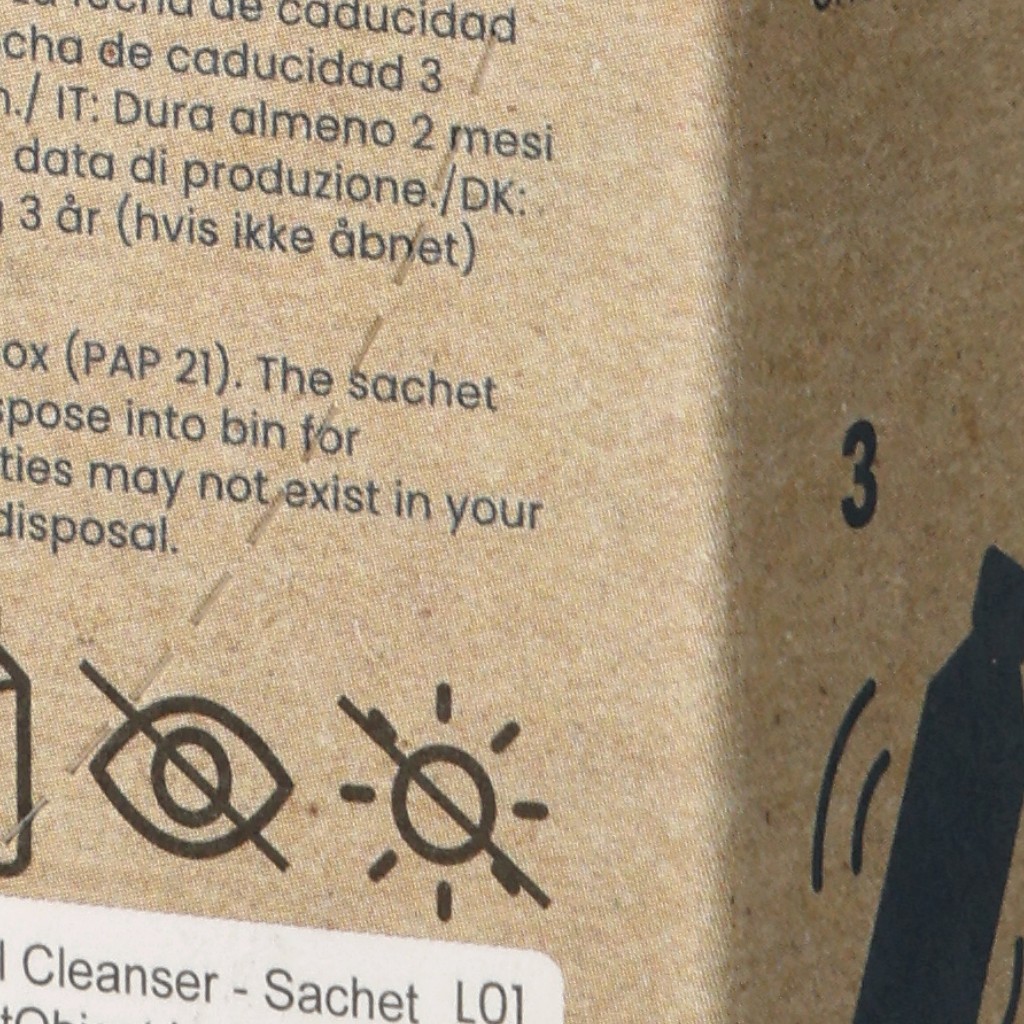 fecha de caducidad
cha de caducidad 3
n./ IT: Dura almeno 2 mesi
data di produzione./DK:
3 år (hvis ikke åbnet)
ox (PAP 21). The sachet
spose into bin for
ties may not exist in your
disposal.
3
l Cleanser - Sachet L01